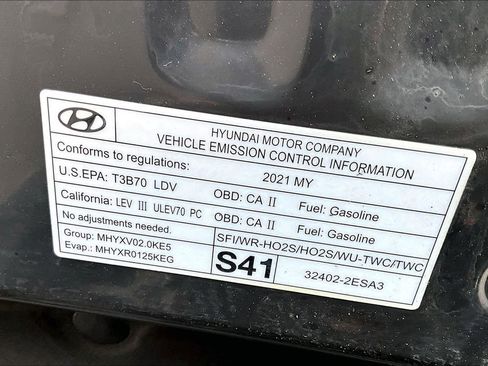 HYUNDAI MOTOR COMPANY
VEHICLE EMISSION CONTROL INFORMATION
Conforms to regulations: 2021 MY
U.S.EPA: T3B70 LDV OBD: CA II Fuel: Gasoline
California: LEV III ULEV70 PC OBD: CA II Fuel: Gasoline
No adjustments needed. SFI/WR-HO2S/HO2S/WU-TWC/TWC
Group: MHYXV02.0KE5
Evap.: MHYXR0125KEG
S41
32402-2ESA3